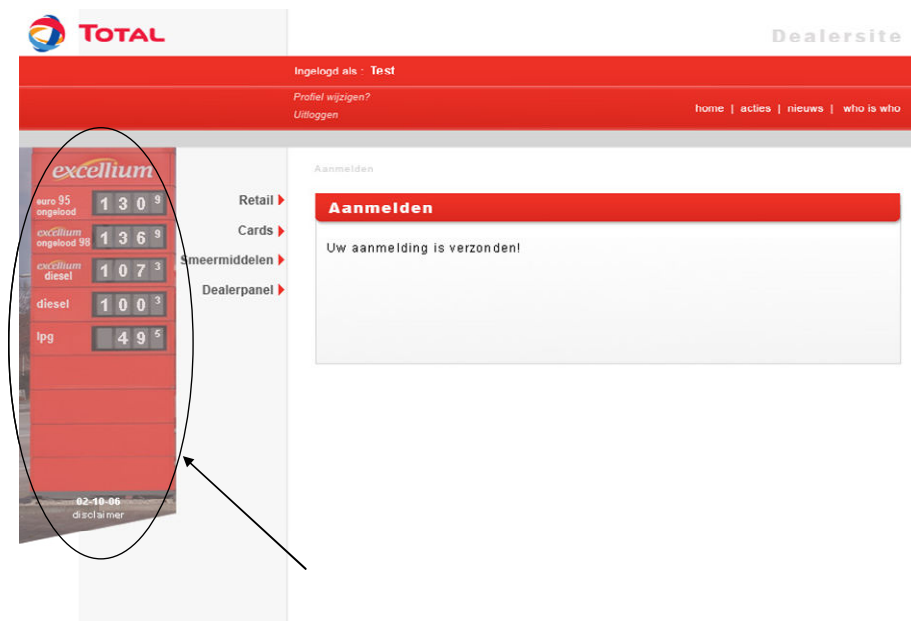 TOTAL
Dealersite
Ingelogd als : Test
Profiel wijzigen?
Uitloggen
home | acties | nieuws | who is who
excellium
euro 95
ongelood
1 3 0 9
excellium
ongelood 98
1 3 6 9
excellium
diesel
1 0 7 3
diesel
1 0 0 3
lpg
4 9 5
02-10-06
disclaimer
Retail
Cards
Smeermiddelen
Dealerpanel
Aanmelden
Aanmelden
Uw aanmelding is verzonden!